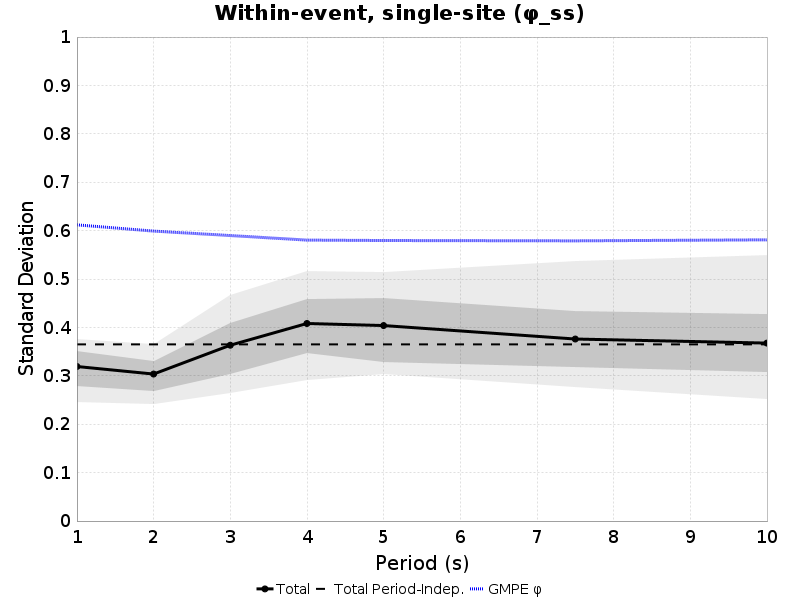 Within-event, single-site (φ_ss)
1
0.9
0.8
0.7
0.6
0.5
0.4
0.3
0.2
0.1
0
Standard Deviation
1 2 3 4 5 6 7 8 9 10
Period (s)
Total Total Period-Indep. GMPE φ